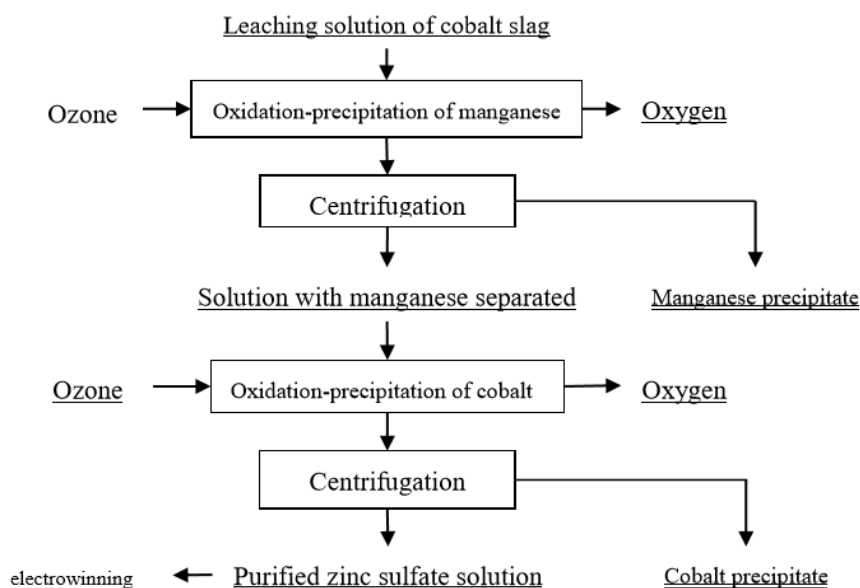 Leaching solution of cobalt slag
Ozone
Oxidation-precipitation of manganese
Oxygen
Centrifugation
Solution with manganese separated
Manganese precipitate
Ozone
Oxidation-precipitation of cobalt
Oxygen
Centrifugation
electrowinning
Purified zinc sulfate solution
Cobalt precipitate